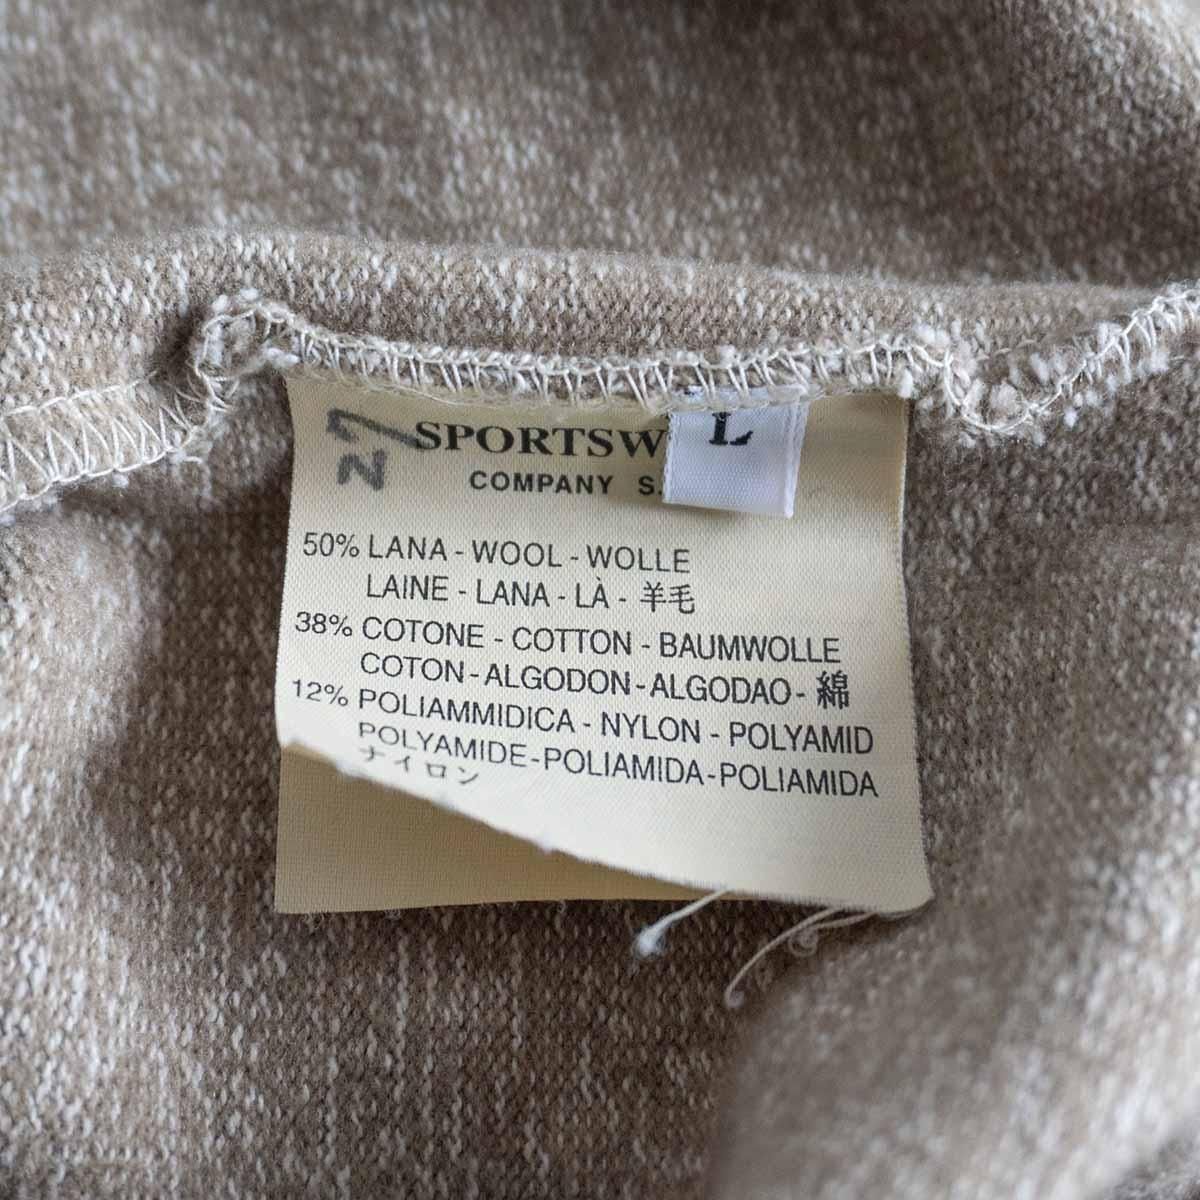 27
SPORTSW
L
COMPANY S.
50% LANA - WOOL - WOLLE
LAINE - LANA - LÀ - 羊毛
38% COTONE - COTTON - BAUMWOLLE
COTON - ALGODON - ALGODAO - 綿
12% POLIAMMIDICA - NYLON - POLYAMID
POLYAMIDE - POLIAMIDA - POLIAMIDA
ナイロン